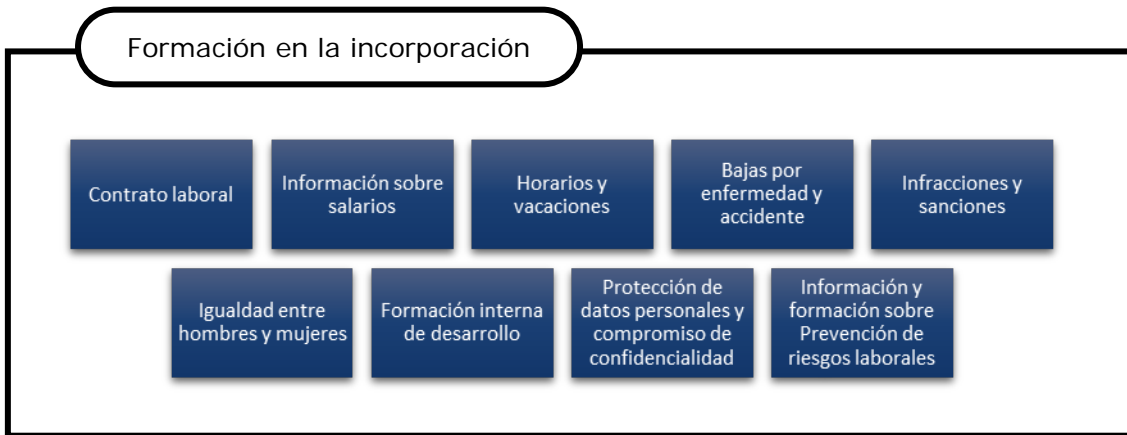 Formación en la incorporación
Contrato laboral
Información sobre
salarios
Horarios y
vacaciones
Bajas por
enfermedad y
accidente
Infracciones y
sanciones
Igualdad entre
hombres y mujeres
Formación interna
de desarrollo
Protección de
datos personales y
compromiso de
confidencialidad
Información y
formación sobre
Prevención de
riesgos laborales